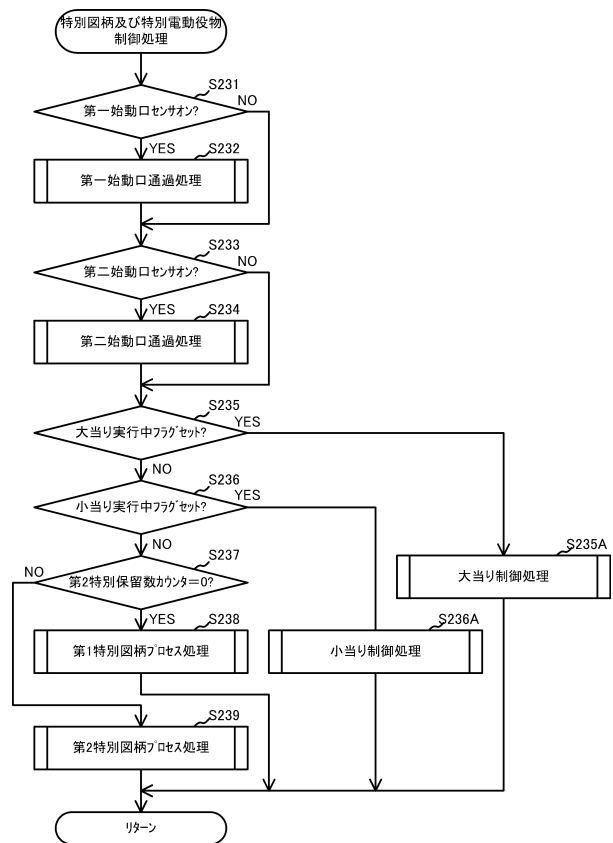 特別図柄及び特別電動役物
制御処理
S231
第一始動口センサオン?
NO
YES
S232
第一始動口通過処理
S233
第二始動口センサオン?
NO
YES
S234
第二始動口通過処理
S235
大当り実行中フラグセット?
YES
NO
S236
小当り実行中フラグセット?
YES
NO
S237
第2特別保留数カウンタ=0?
NO
YES
S235A
大当り制御処理
S238
第1特別図柄プロセス処理
S236A
小当り制御処理
S239
第2特別図柄プロセス処理
リターン